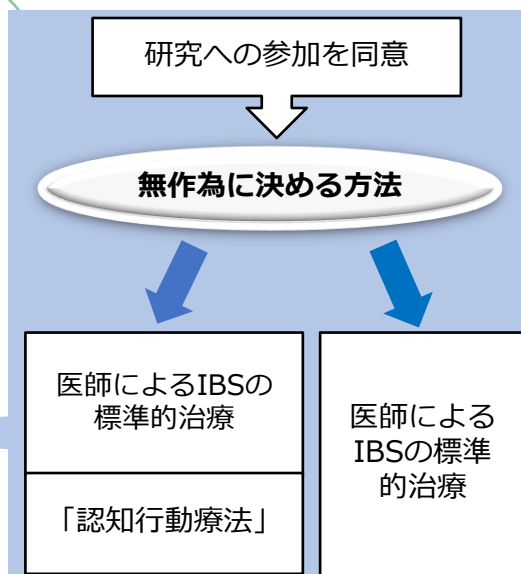 研究への参加を同意
無作為に決める方法
医師によるIBSの
標準的治療
「認知行動療法」
医師による
IBSの標準
的治療